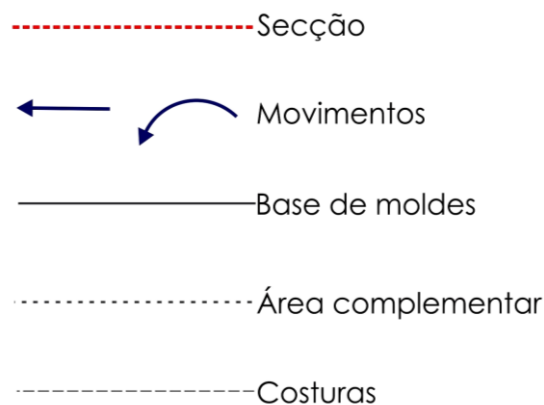 Secção
Movimentos
Base de moldes
Área complementar
Costuras